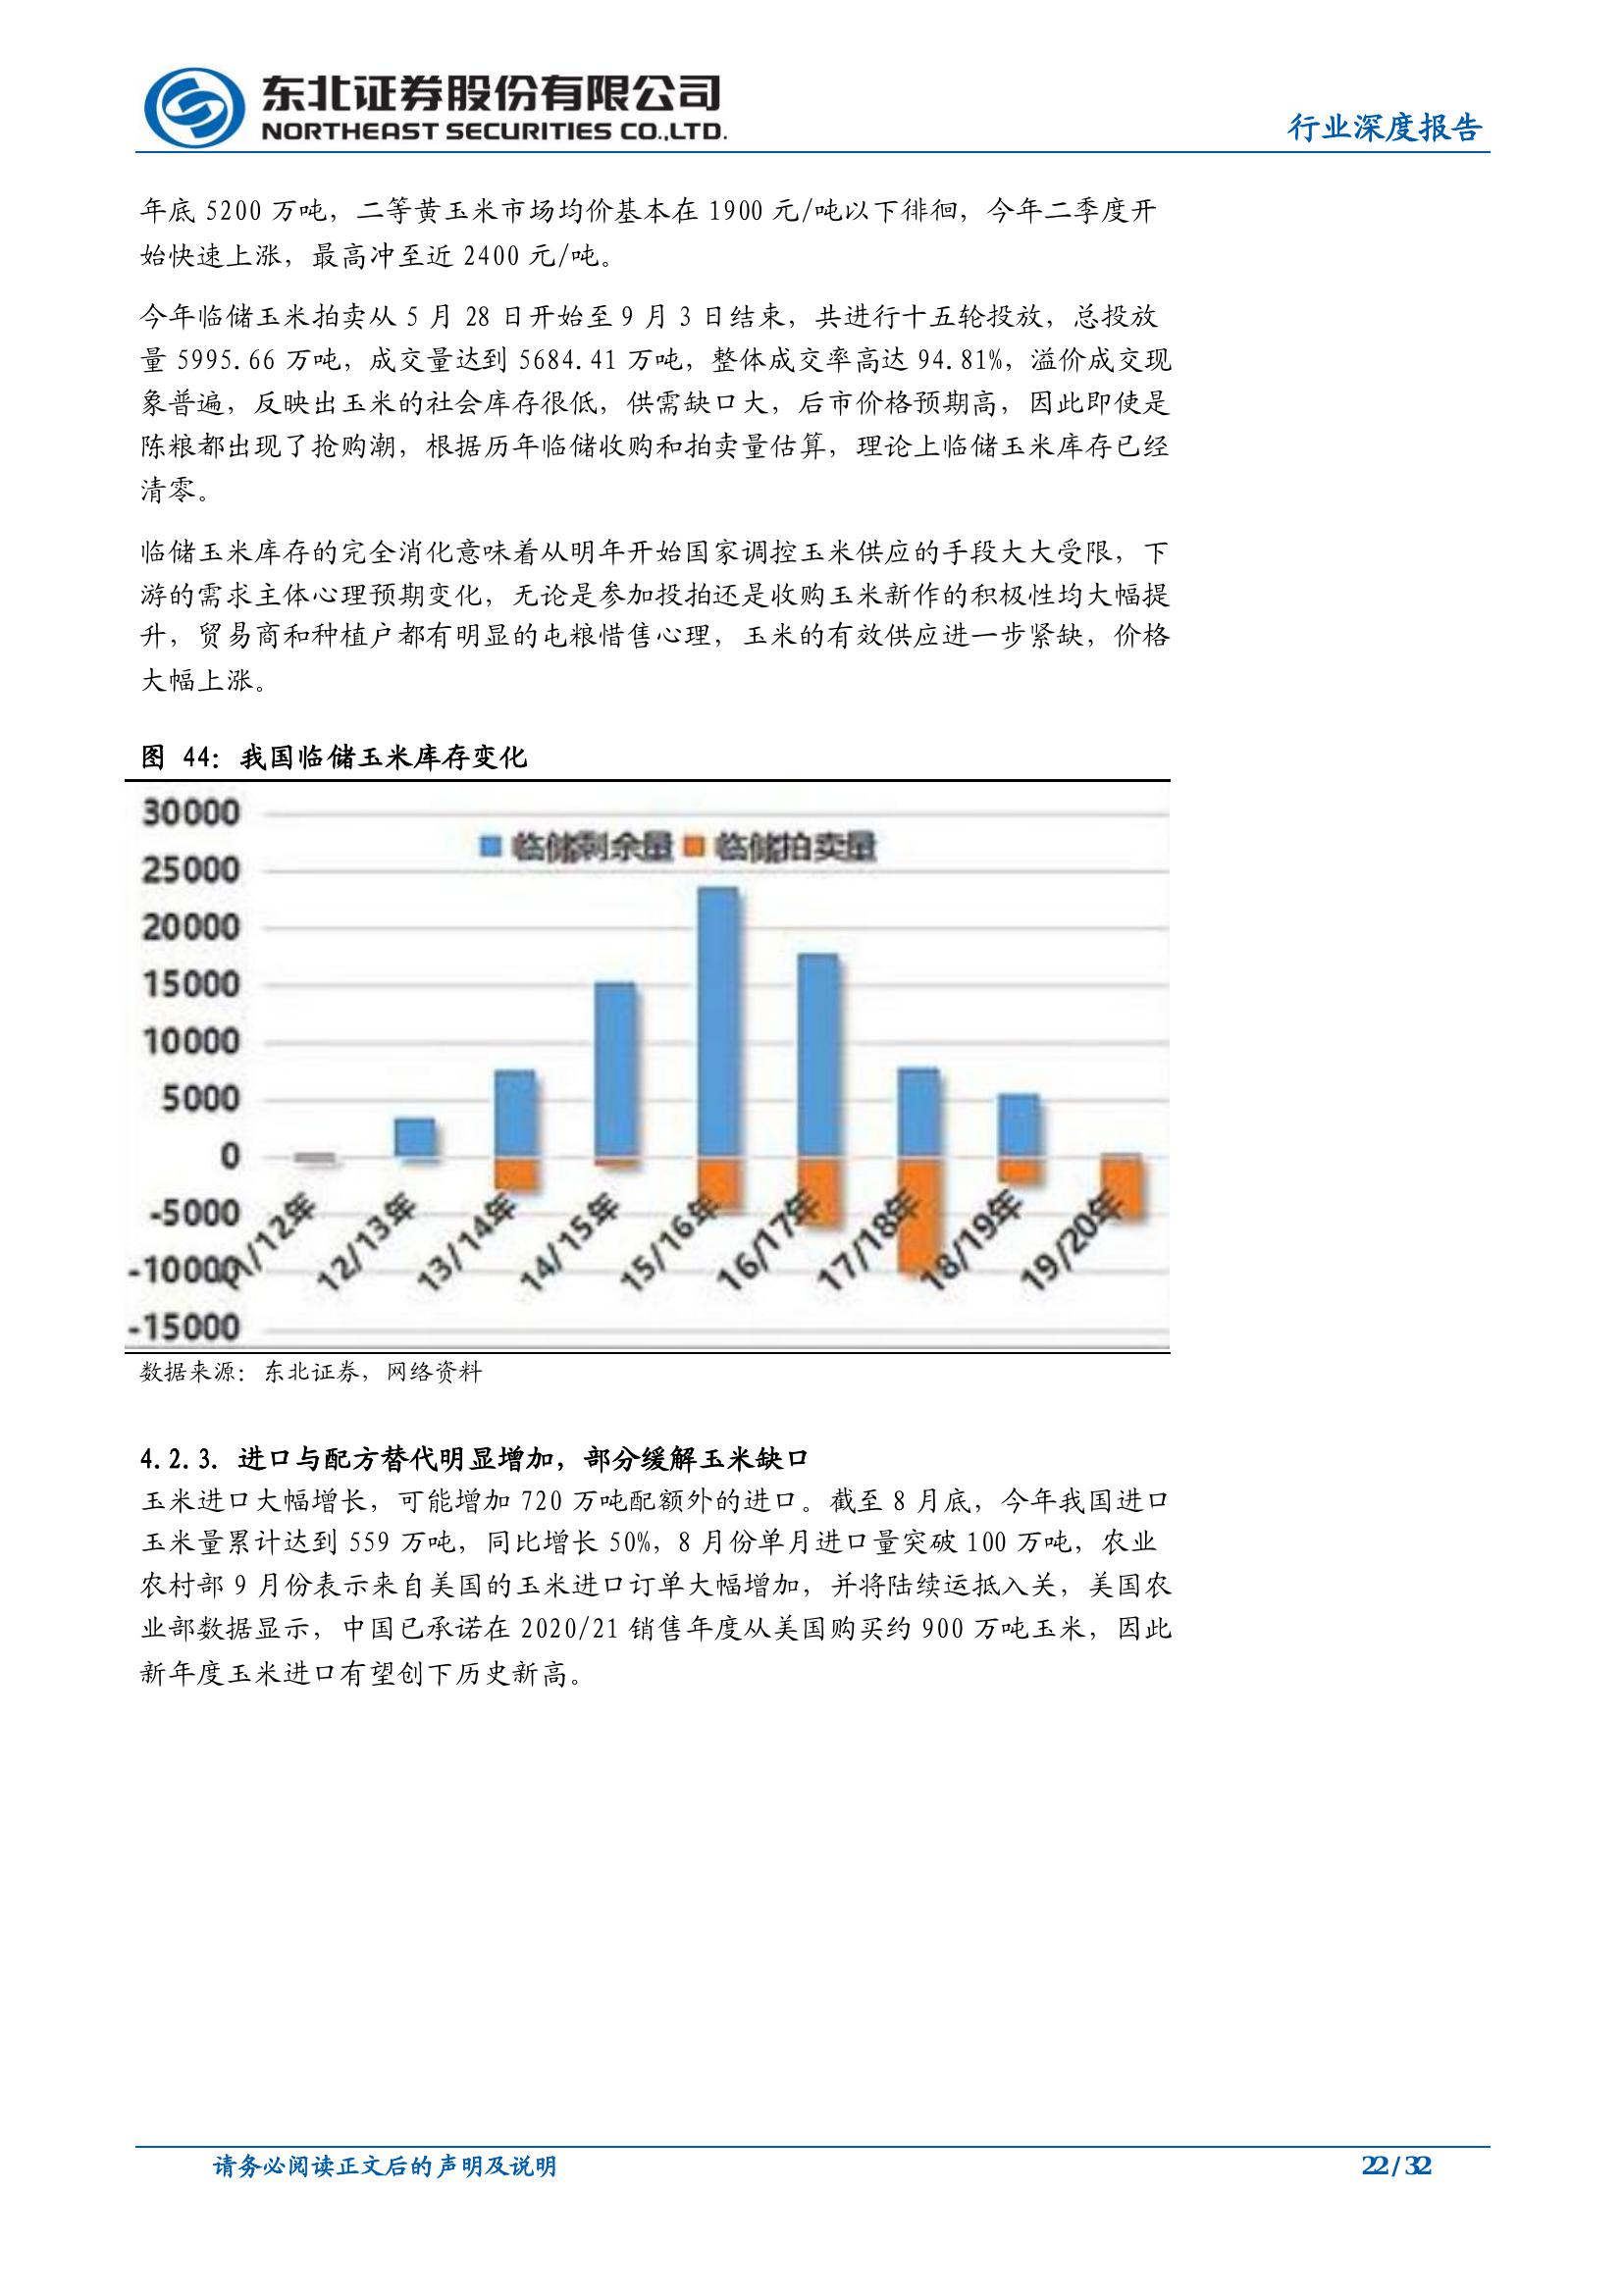 东北证券股份有限公司
NORTHEAST SECURITIES CO.,LTD.
行业深度报告
年底 5200 万吨，二等黄玉米市场均价基本在 1900 元/吨以下徘徊，今年二季度开
始快速上涨，最高冲至近 2400 元/吨。
今年临储玉米拍卖从 5 月 28 日开始至 9 月 3 日结束，共进行十五轮投放，总投放
量 5995.66 万吨，成交量达到 5684.41 万吨，整体成交率高达 94.81%，溢价成交现
象普遍，反映出玉米的社会库存很低，供需缺口大，后市价格预期高，因此即使是
陈粮都出现了抢购潮，根据历年临储收购和拍卖量估算，理论上临储玉米库存已经
清零。
临储玉米库存的完全消化意味着从明年开始国家调控玉米供应的手段大大受限，下
游的需求主体心理预期变化，无论是参加投拍还是收购玉米新作的积极性均大幅提
升，贸易商和种植户都有明显的屯粮惜售心理，玉米的有效供应进一步紧缺，价格
大幅上涨。
图 44：我国临储玉米库存变化
临储剩余量 临储拍卖量
30000
25000
20000
15000
10000
5000
0
-5000
-10000
-15000
11/12年
12/13年
13/14年
14/15年
15/16年
16/17年
17/18年
18/19年
19/20年
数据来源：东北证券，网络资料
4.2.3. 进口与配方替代明显增加，部分缓解玉米缺口
玉米进口大幅增长，可能增加 720 万吨配额外的进口。截至 8 月底，今年我国进口
玉米量累计达到 559 万吨，同比增长 50%，8 月份单月进口量突破 100 万吨，农业
农村部 9 月份表示来自美国的玉米进口订单大幅增加，并将陆续运抵入关，美国农
业部数据显示，中国已承诺在 2020/21 销售年度从美国购买约 900 万吨玉米，因此
新年度玉米进口有望创下历史新高。
请务必阅读正文后的声明及说明
22 / 32